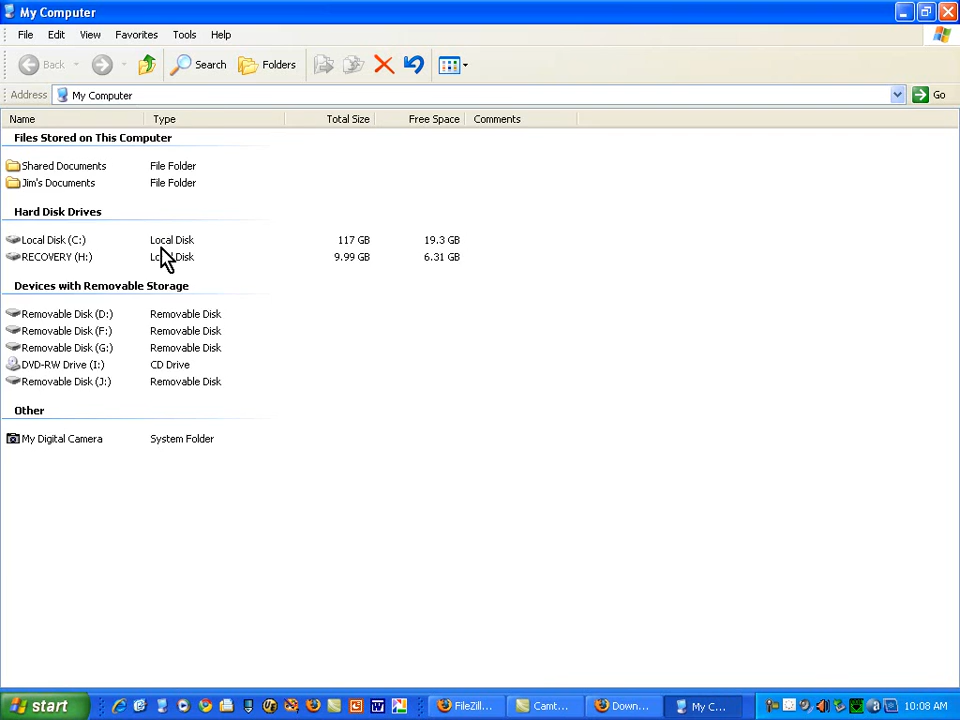 My Computer
File Edit View Favorites Tools Help
Back Search Folders
Address My Computer Go
Name Type Total Size Free Space Comments
Files Stored on This Computer
Shared Documents File Folder
Jim's Documents File Folder
Hard Disk Drives
Local Disk (C:) Local Disk 117 GB 19.3 GB
RECOVERY (H:) Disk 9.99 GB 6.31 GB
Devices with Removable Storage
Removable Disk (D:) Removable Disk
Removable Disk (F:) Removable Disk
Removable Disk (G:) Removable Disk
DVD-RW Drive (I:) CD Drive
Removable Disk (J:) Removable Disk
Other
My Digital Camera System Folder
start FileZill... Camt... Down... My C... 10:08 AM